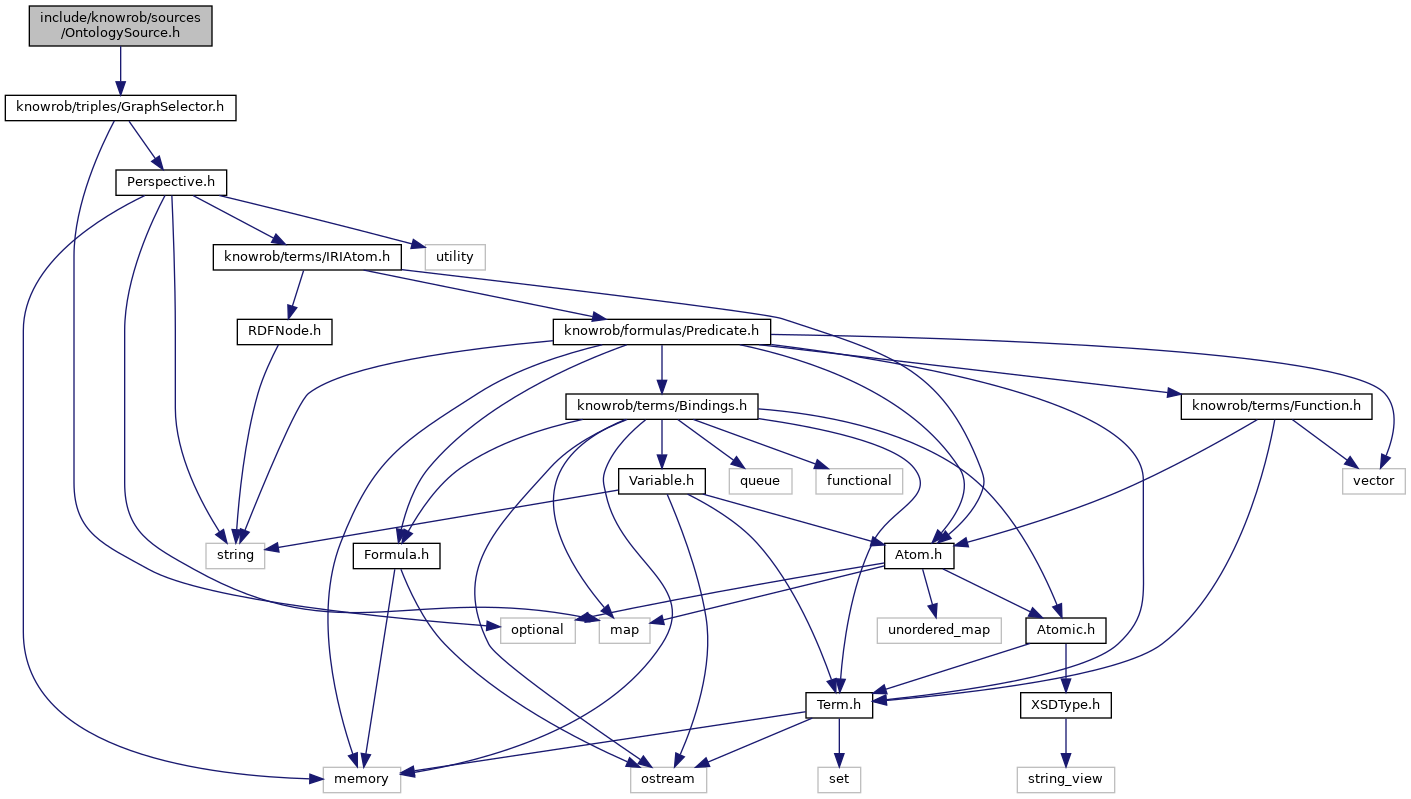 include/knowrob/sources
/OntologySource.h
knowrob/triples/GraphSelector.h
Perspective.h
knowrob/terms/IRIAtom.h
utility
RDFNode.h
knowrob/formulas/Predicate.h
knowrob/terms/Bindings.h
knowrob/terms/Function.h
Variable.h
queue
functional
vector
string
Formula.h
Atom.h
optional
map
unordered_map
Atomic.h
Term.h
XSDType.h
memory
ostream
set
string_view